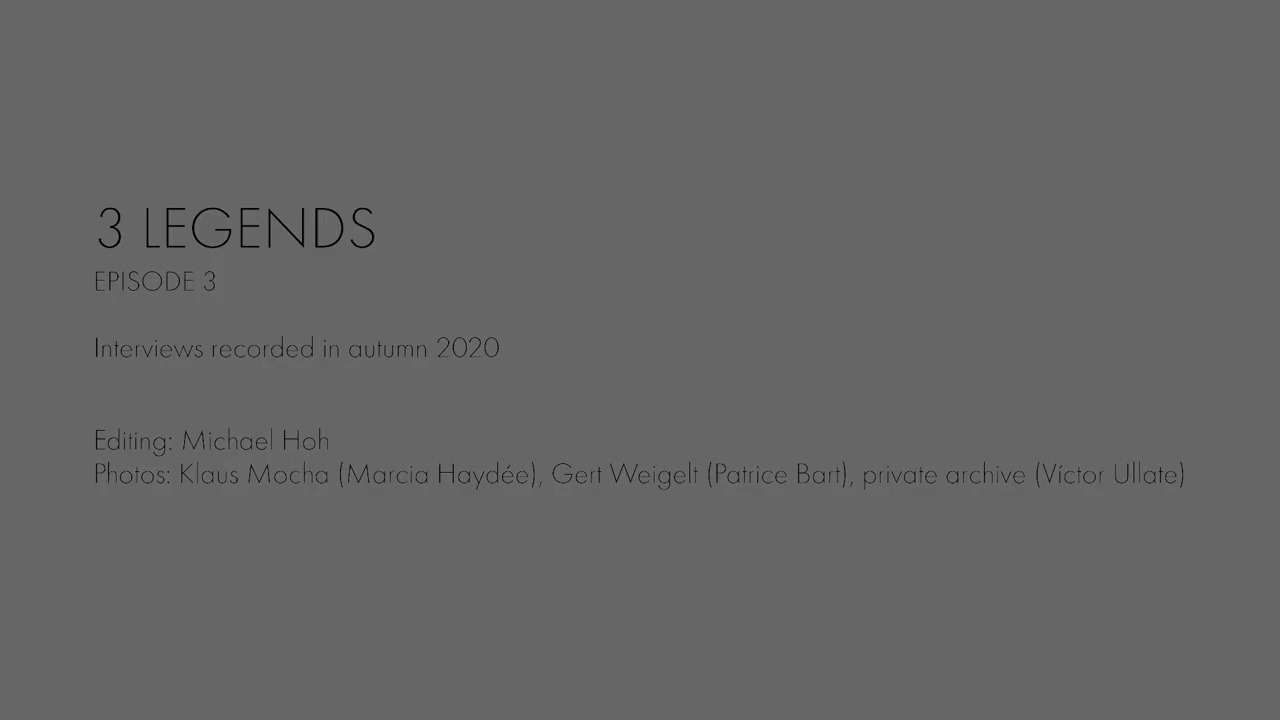 3 LEGENDS
EPISODE 3
Interviews recorded in autumn 2020
Editing: Michael Hoh
Photos: Klaus Mocha (Marcia Haydée), Gert Weigelt (Patrice Bart), private archive (Víctor Ullate)